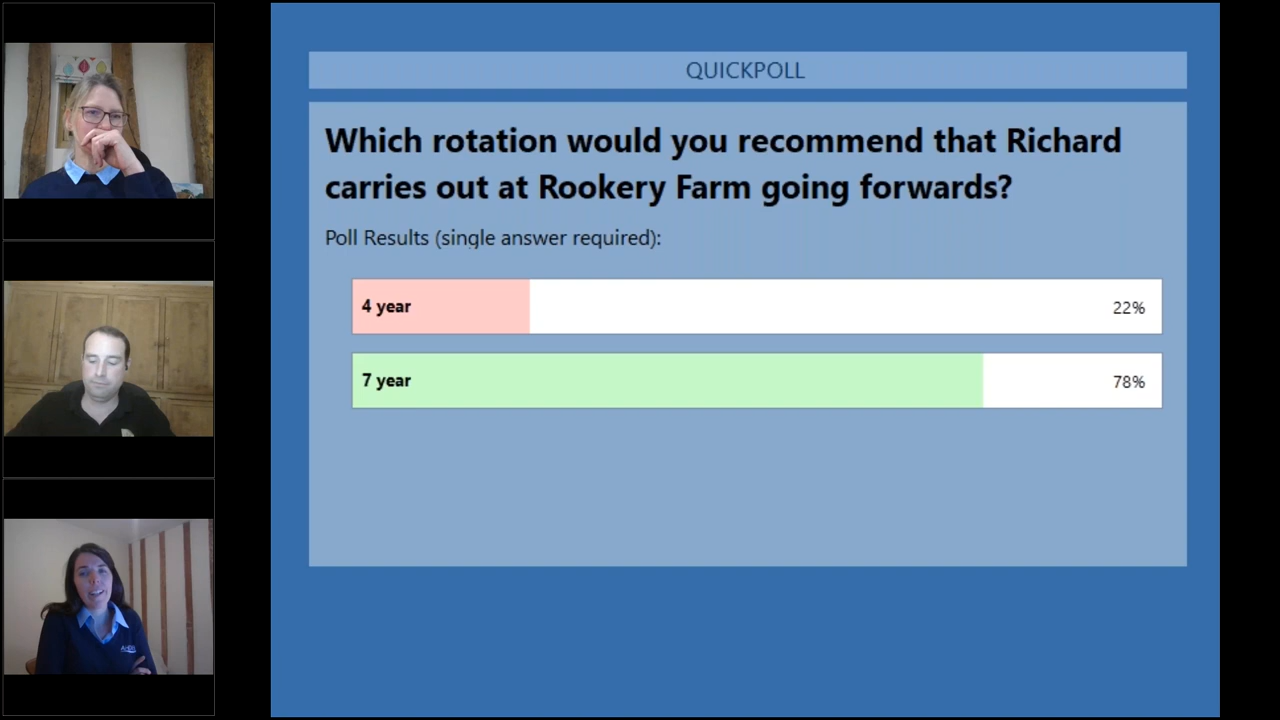 QUICKPOLL
Which rotation would you recommend that Richard
carries out at Rookery Farm going forwards?
Poll Results (single answer required):
4 year 22%
7 year 78%